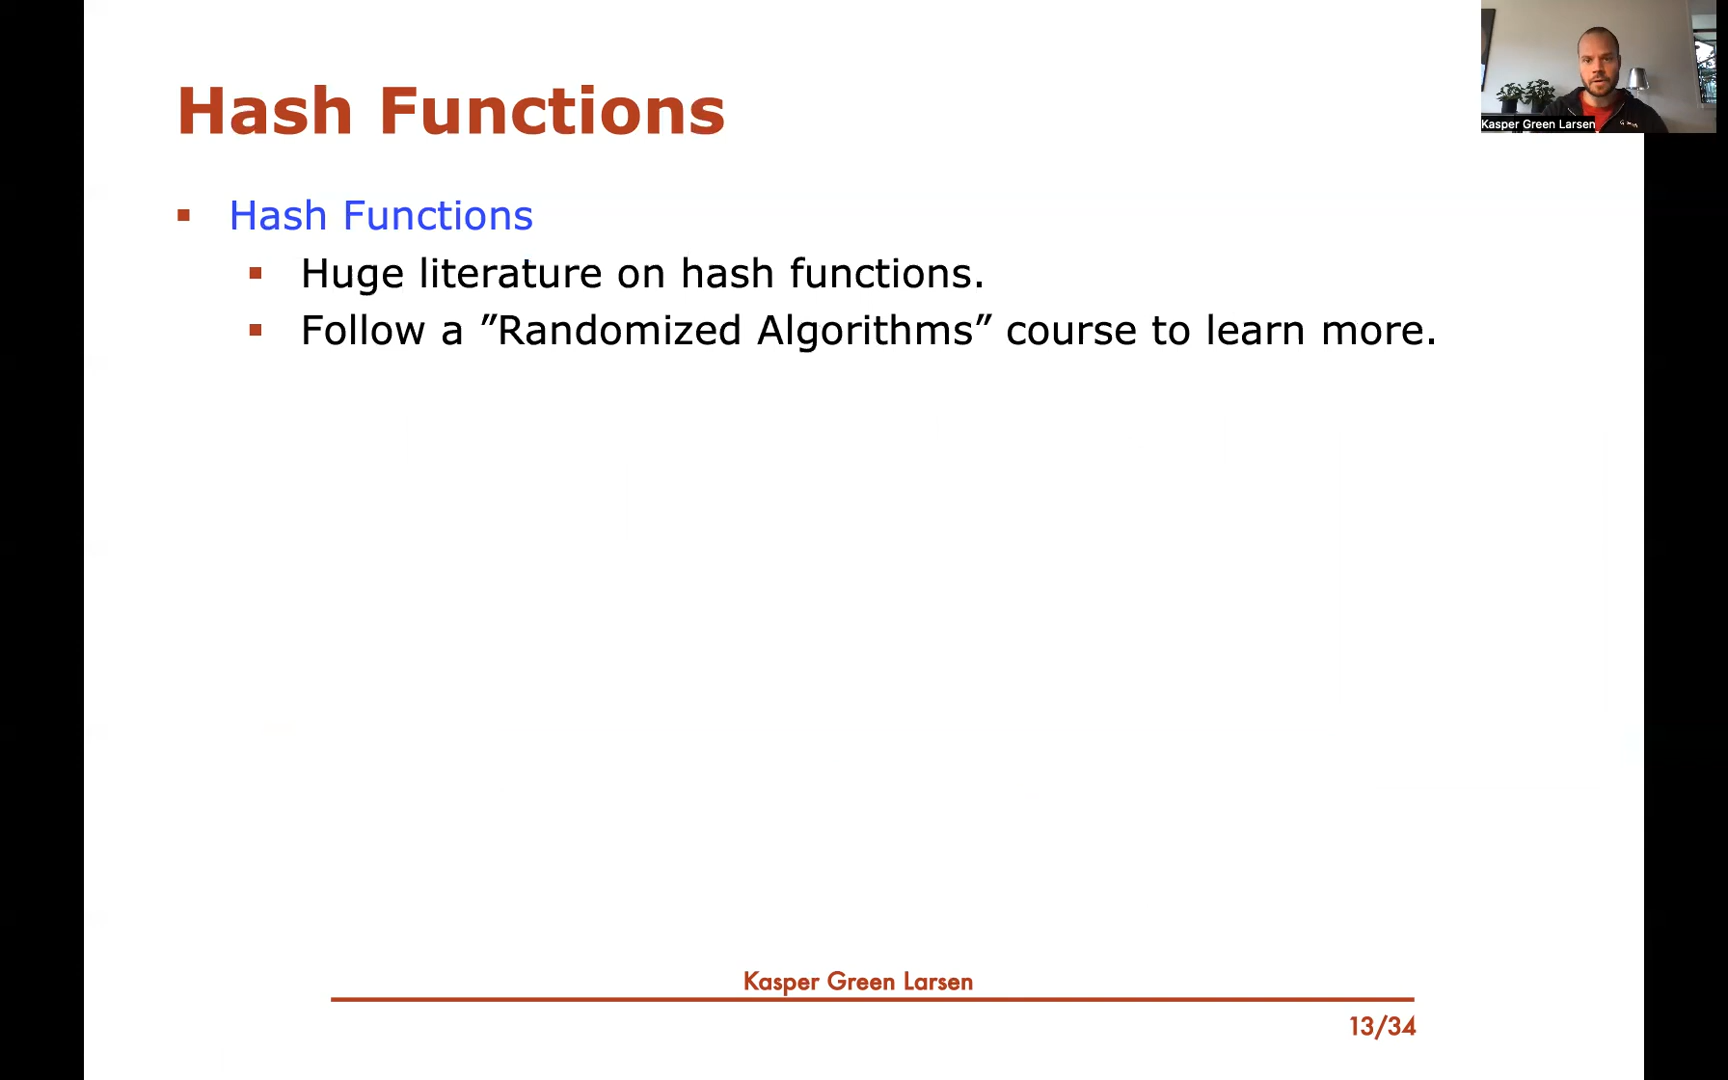 Hash Functions
Kasper Green Larsen
Hash Functions
Huge literature on hash functions.
Follow a ”Randomized Algorithms” course to learn more.
Kasper Green Larsen
13/34